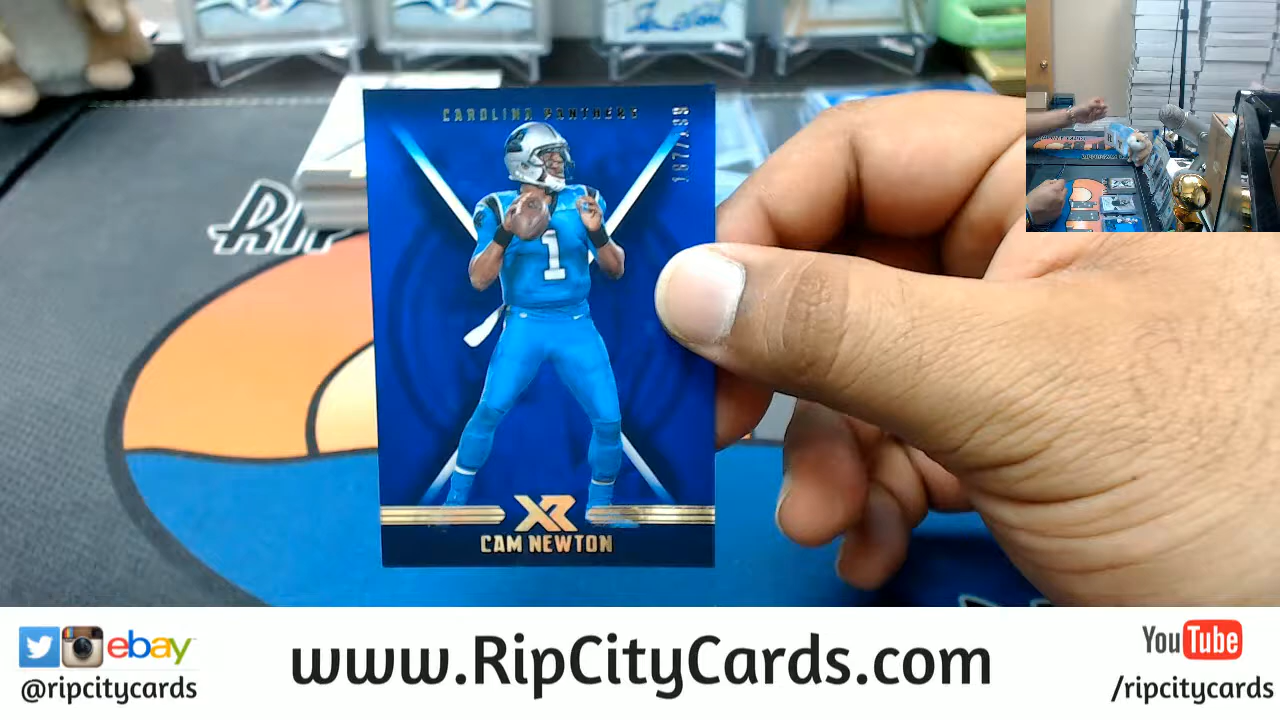 CAROLINA PANTHERS
1
XR
CAM NEWTON
ebay
@ripcitycards
www.RipCityCards.com
YouTube
/ripcitycards